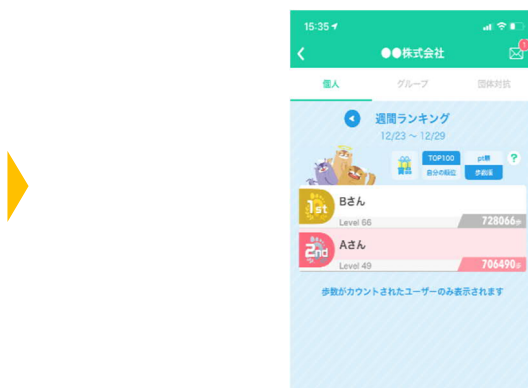 15:35
●●株式会社
1
個人
グループ
団体対抗
週間ランキング
12/23 ～ 12/29
賞品
TOP100
自分の順位
pt順
歩数順
?
1st
Bさん
Level 66
728066歩
2nd
Aさん
Level 49
706490歩
歩数がカウントされたユーザーのみ表示されます